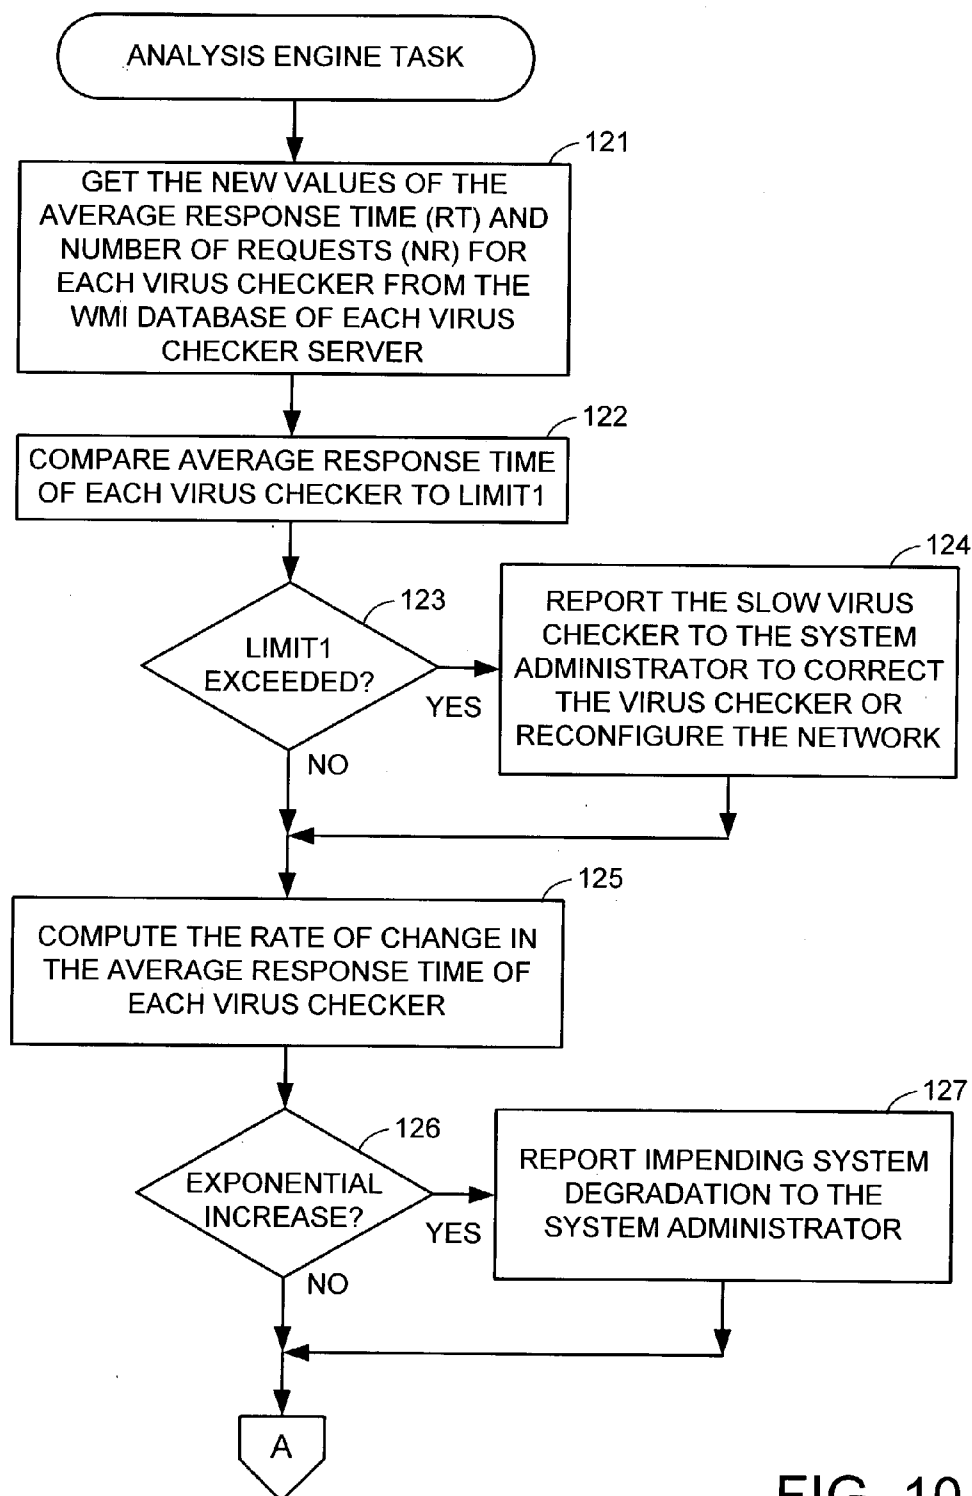 ANALYSIS ENGINE TASK
121
GET THE NEW VALUES OF THE
AVERAGE RESPONSE TIME (RT) AND
NUMBER OF REQUESTS (NR) FOR
EACH VIRUS CHECKER FROM THE
WMI DATABASE OF EACH VIRUS
CHECKER SERVER
122
COMPARE AVERAGE RESPONSE TIME
OF EACH VIRUS CHECKER TO LIMIT1
123
LIMIT1
EXCEEDED?
YES
NO
124
REPORT THE SLOW VIRUS
CHECKER TO THE SYSTEM
ADMINISTRATOR TO CORRECT
THE VIRUS CHECKER OR
RECONFIGURE THE NETWORK
125
COMPUTE THE RATE OF CHANGE IN
THE AVERAGE RESPONSE TIME OF
EACH VIRUS CHECKER
126
EXPONENTIAL
INCREASE?
YES
NO
127
REPORT IMPENDING SYSTEM
DEGRADATION TO THE
SYSTEM ADMINISTRATOR
A
FIG. 10